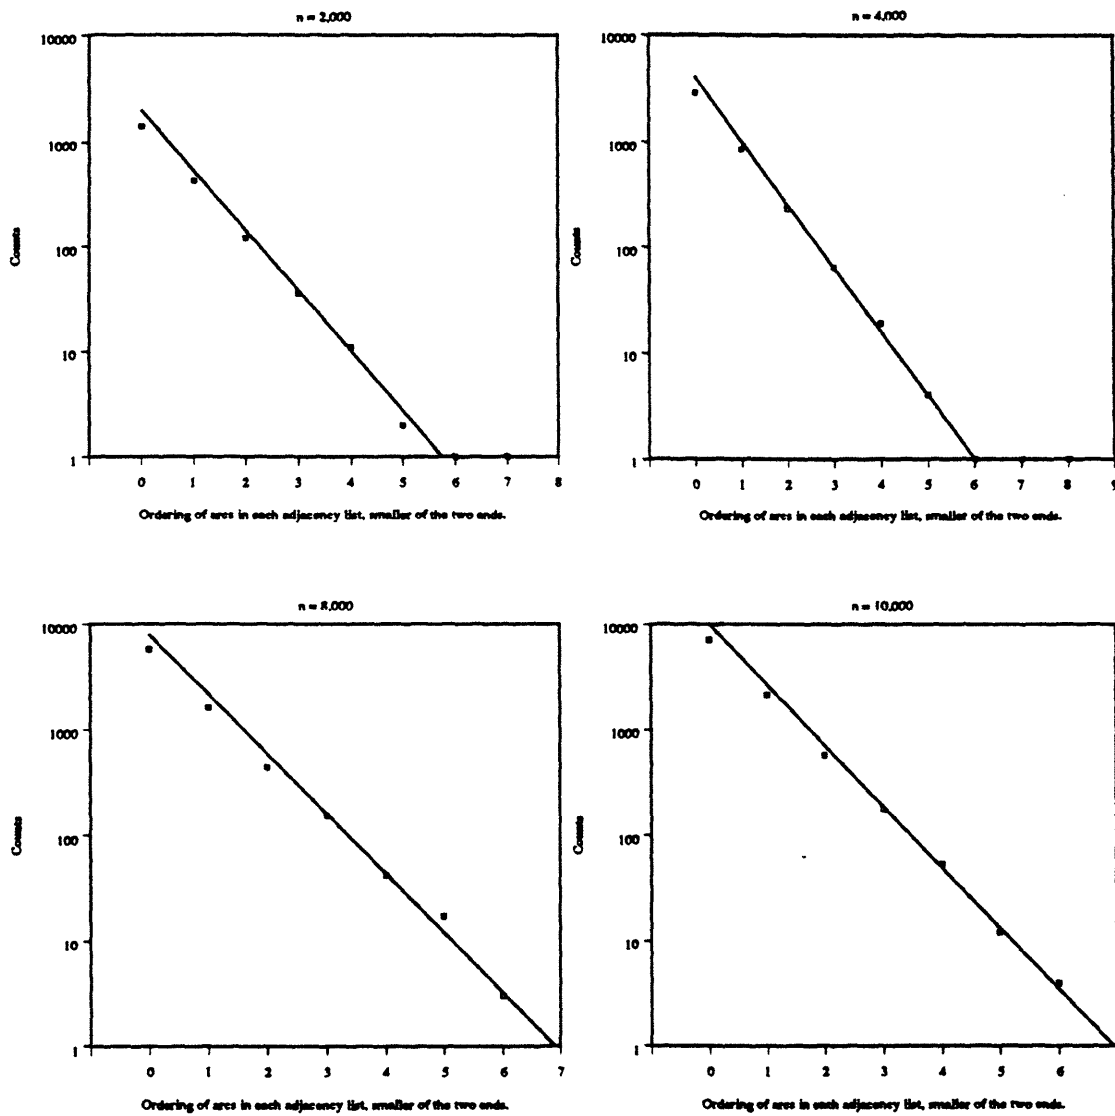 n = 2,000
10000
1000
100
10
1
Counts
0 1 2 3 4 5 6 7 8
Ordering of arcs in each adjacency list, smaller of the two ends.
n = 4,000
10000
1000
100
10
1
Counts
0 1 2 3 4 5 6 7 8 9
Ordering of arcs in each adjacency list, smaller of the two ends.
n = 8,000
10000
1000
100
10
1
Counts
0 1 2 3 4 5 6 7
Ordering of arcs in each adjacency list, smaller of the two ends.
n = 10,000
10000
1000
100
10
1
Counts
0 1 2 3 4 5 6 7
Ordering of arcs in each adjacency list, smaller of the two ends.